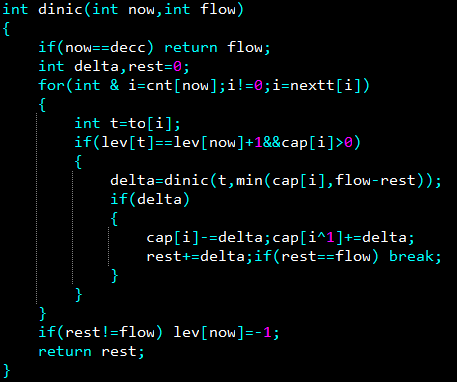 int dinic(int now,int flow)
{
    if(now==decc) return flow;
    int delta,rest=0;
    for(int & i=cnt[now];i!=0;i=nextt[i])
    {
        int t=to[i];
        if(lev[t]==lev[now]+1&&cap[i]>0)
        {
            delta=dinic(t,min(cap[i],flow-rest));
            if(delta)
            {
                cap[i]-=delta;cap[i^1]+=delta;
                rest+=delta;if(rest==flow) break;
            }
        }
    }
    if(rest!=flow) lev[now]=-1;
    return rest;
}